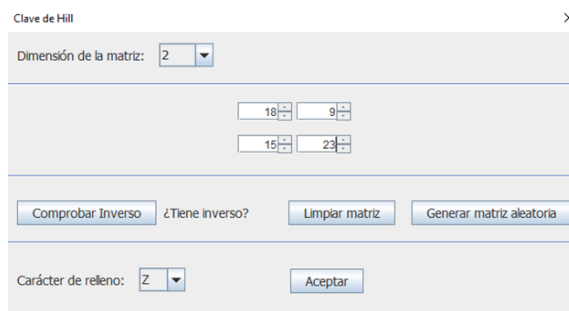 Clave de Hill
Dimensión de la matriz: 2
18 9
15 23
Comprobar Inverso ¿Tiene inverso? Limpiar matriz Generar matriz aleatoria
Carácter de relleno: Z Aceptar